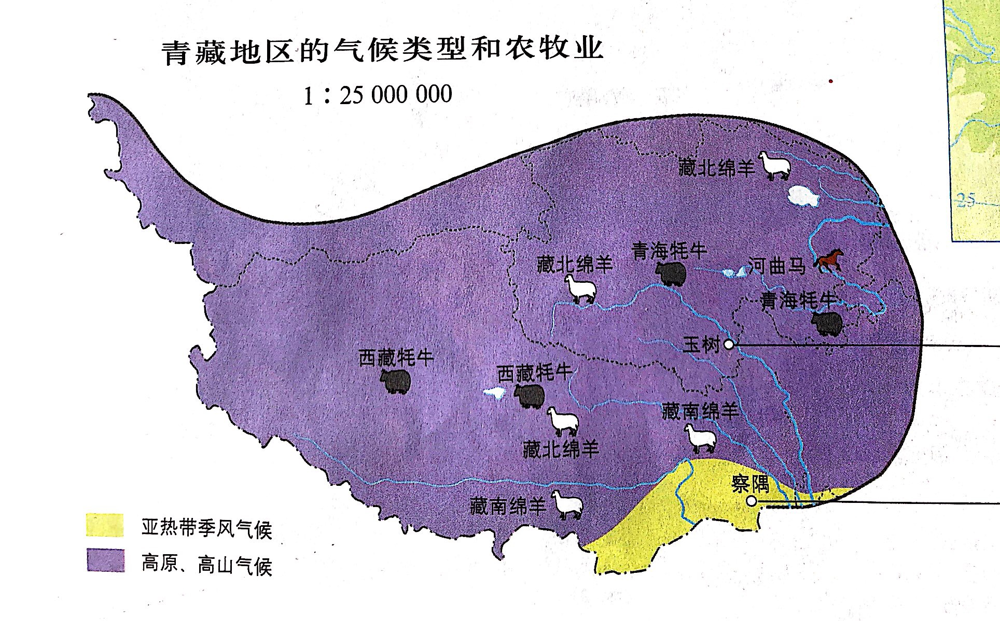 青藏地区的气候类型和农牧业
1：25 000 000
藏北绵羊
25
青海牦牛
藏北绵羊
河曲马
青海牦牛
玉树
西藏牦牛
西藏牦牛
藏南绵羊
藏北绵羊
察隅
藏南绵羊
亚热带季风气候
高原、高山气候